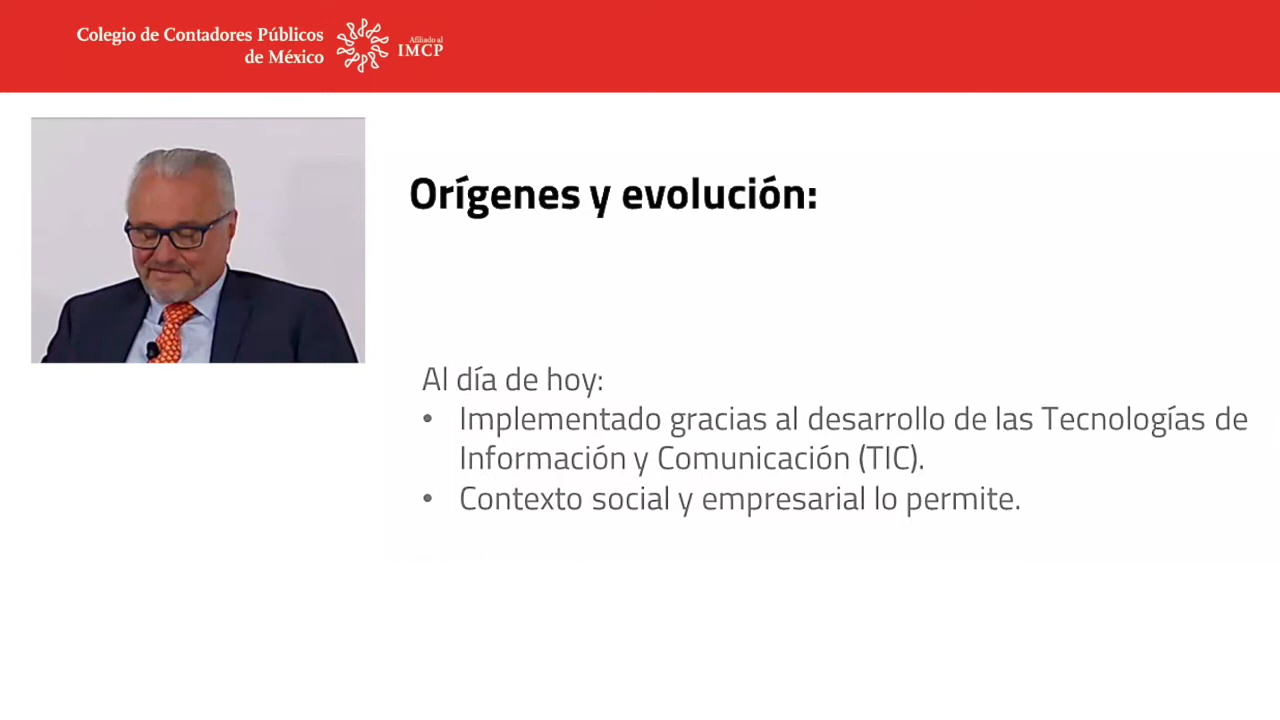 Colegio de Contadores Públicos
de México
Afiliado al
IMCP
Orígenes y evolución:
Al día de hoy:
• Implementado gracias al desarrollo de las Tecnologías de
Información y Comunicación (TIC).
• Contexto social y empresarial lo permite.